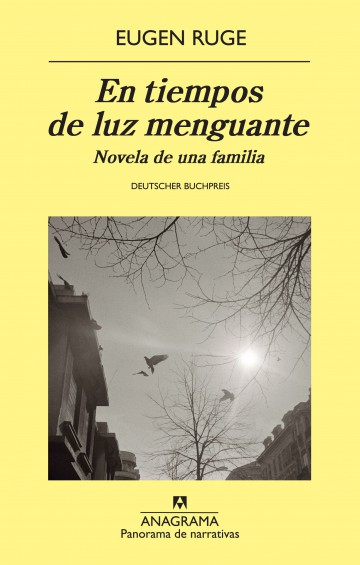 EUGEN RUGE
En tiempos
de luz menguante
Novela de una familia
DEUTSCHER BUCHPREIS
ANAGRAMA
Panorama de narrativas